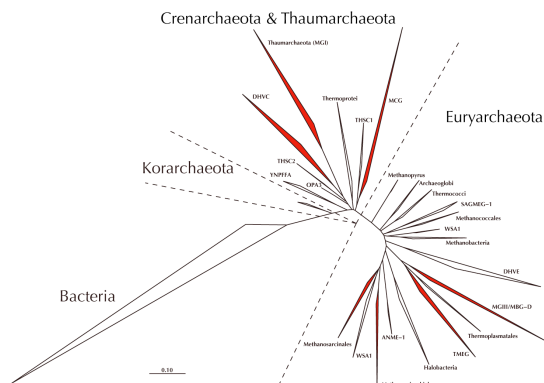 Crenarchaeota & Thaumarchaeota
Thaumarchaeota (MGI)
DHVC
Thermoprotei
MCG
THSC1
Euryarchaeota
Korarchaeota
THSC2
YNPFFA
OPA3
Methanopyrus
Archaeoglobi
Thermococci
SAGMEG-1
Methanococcales
WSA1
Methanobacteria
DHVE
Bacteria
MGIII/MBG-D
Thermoplasmatales
Methanosarcinales
ANME-1
WSA1
TMEG
Halobacteria
0.10